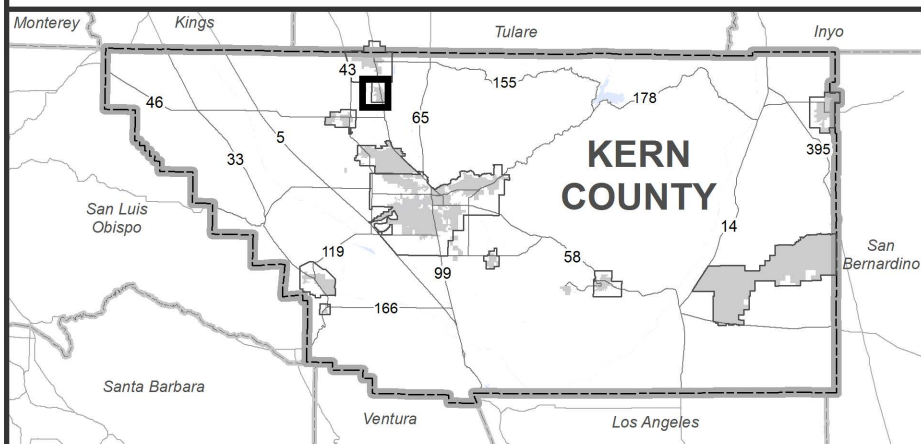 Monterey
Kings
Tulare
Inyo
43
155
178
46
5
65
395
33
KERN
COUNTY
San Luis
Obispo
14
119
58
San
Bernardino
99
166
Santa Barbara
Ventura
Los Angeles